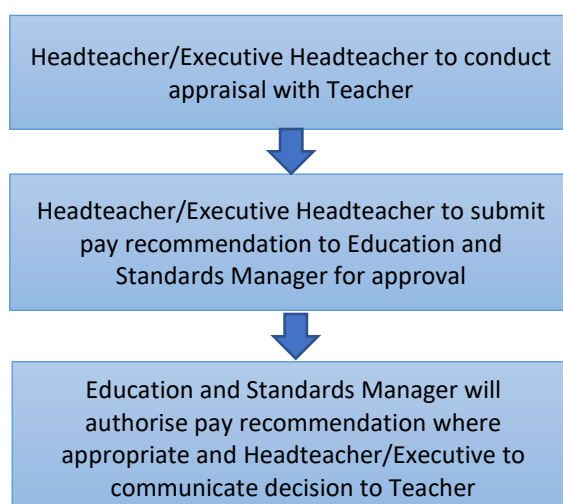 Headteacher/Executive Headteacher to conduct
appraisal with Teacher
Headteacher/Executive Headteacher to submit
pay recommendation to Education and
Standards Manager for approval
Education and Standards Manager will
authorise pay recommendation where
appropriate and Headteacher/Executive to
communicate decision to Teacher